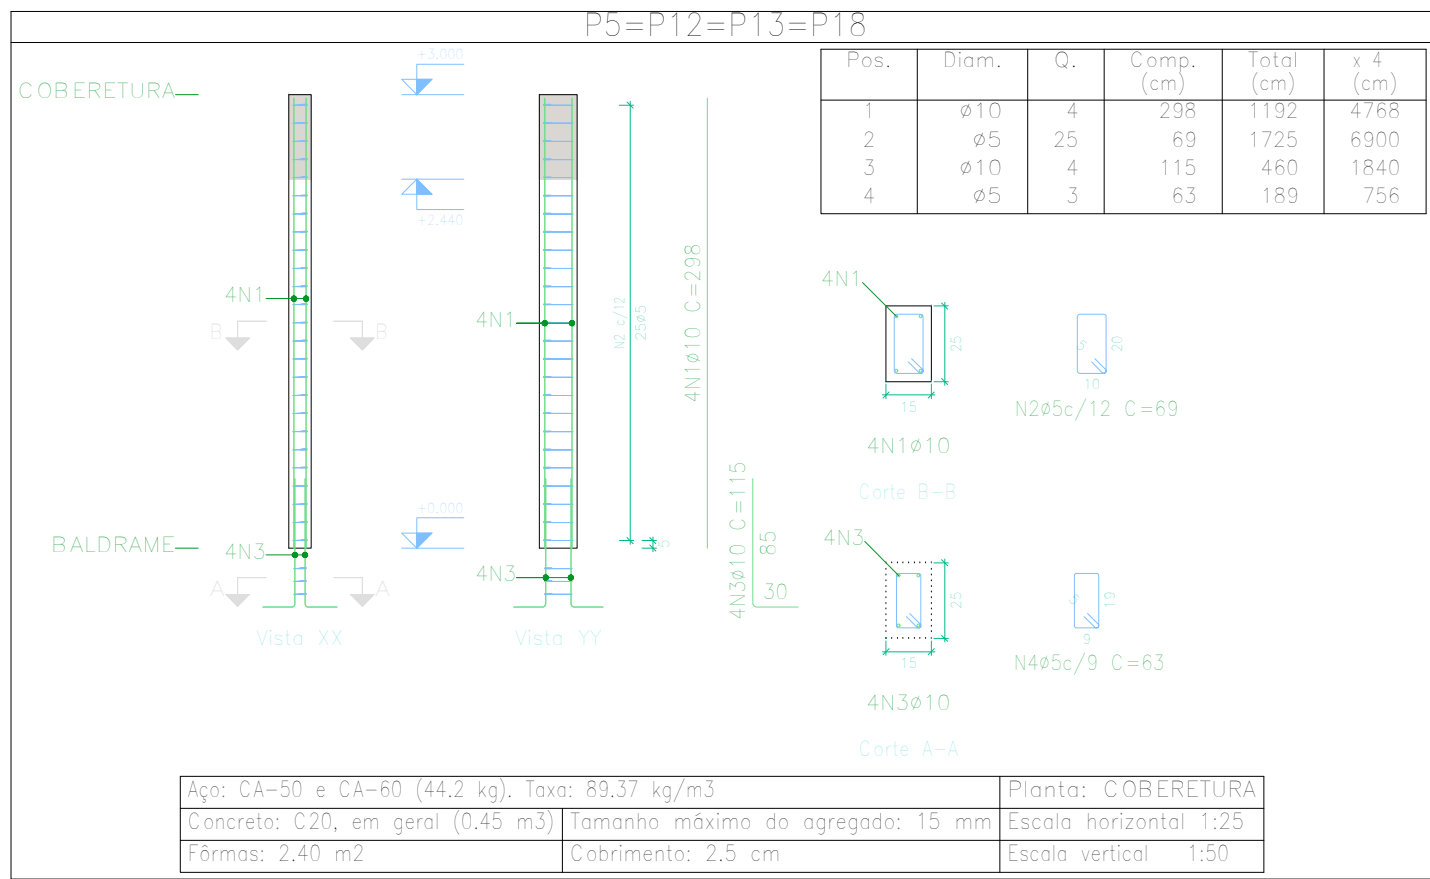 P5=P12=P13=P18
COBERETURA
+3,000
+2,440
4N1
B
B
4N1
N2 c/12
25ø5
4N1ø10 C=298
BALDRAME
+0,000
5
4N3
4N3
A
A
4N3ø10 C=115
85
30
Vista XX
Vista YY
Pos. Diam. Q. Comp. (cm) Total (cm) x 4 (cm)
1 ø10 4 298 1192 4768
2 ø5 25 69 1725 6900
3 ø10 4 115 460 1840
4 ø5 3 63 189 756
4N1
25
15
4N1ø10
Corte B-B
5
20
10
N2ø5c/12 C=69
4N3
25
15
4N3ø10
Corte A-A
5
19
9
N4ø5c/9 C=63
Aço: CA-50 e CA-60 (44.2 kg). Taxa: 89.37 kg/m3
Planta: COBERETURA
Concreto: C20, em geral (0.45 m3)
Tamanho máximo do agregado: 15 mm
Escala horizontal 1:25
Fôrmas: 2.40 m2
Cobrimento: 2.5 cm
Escala vertical 1:50